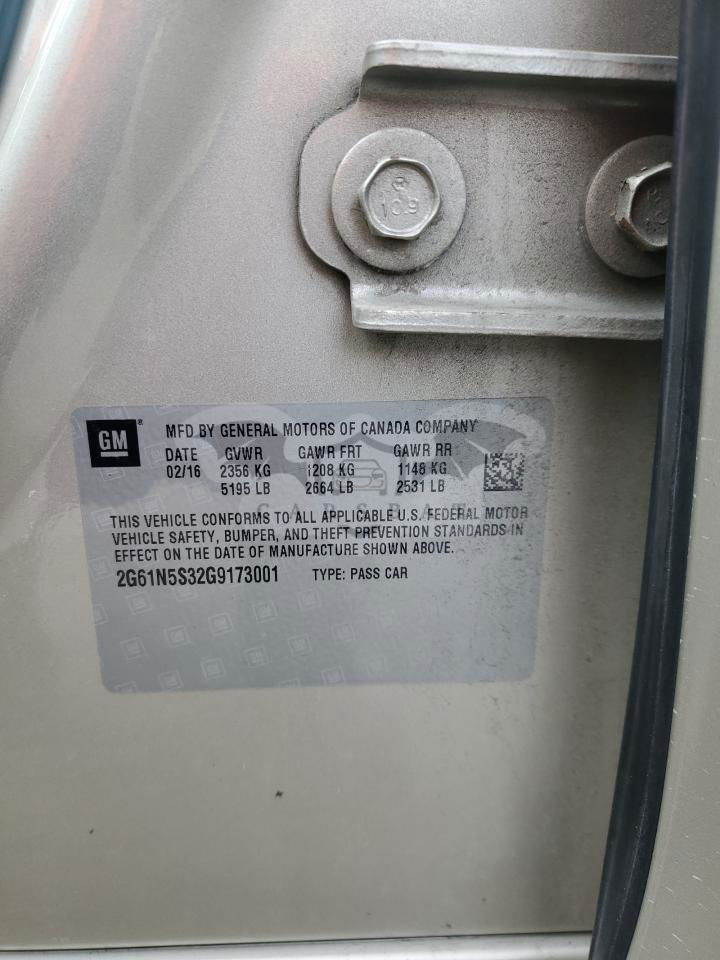 10.9
GM
®
MFD BY GENERAL MOTORS OF CANADA COMPANY
DATE GVWR GAWR FRT GAWR RR
02/16 2356 KG 1208 KG 1148 KG
5195 LB 2664 LB 2531 LB
THIS VEHICLE CONFORMS TO ALL APPLICABLE U.S. FEDERAL MOTOR
VEHICLE SAFETY, BUMPER, AND THEFT PREVENTION STANDARDS IN
EFFECT ON THE DATE OF MANUFACTURE SHOWN ABOVE.
2G61N5S32G9173001 TYPE: PASS CAR